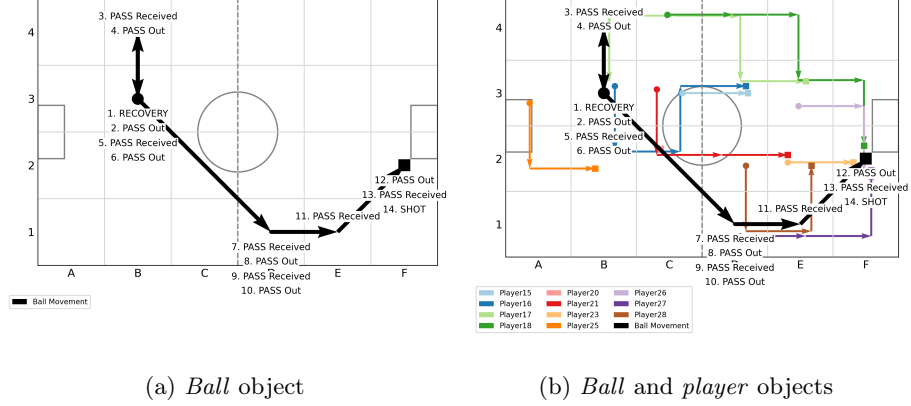 4
3
2
1
3. PASS Received
4. PASS Out
1. RECOVERY
2. PASS Out
5. PASS Received
6. PASS Out
12. PASS Out
13. PASS Received
14. SHOT
11. PASS Received
7. PASS Received
8. PASS Out
9. PASS Received
10. PASS Out
A B C E F
Ball Movement
(a) Ball object
4
3
2
1
3. PASS Received
4. PASS Out
1. RECOVERY
2. PASS Out
5. PASS Received
6. PASS Out
12. PASS Out
13. PASS Received
14. SHOT
11. PASS Received
7. PASS Received
8. PASS Out
9. PASS Received
10. PASS Out
A B C E F
Player15 Player20 Player26
Player16 Player21 Player27
Player17 Player23 Player28
Player18 Player25 Ball Movement
(b) Ball and player objects